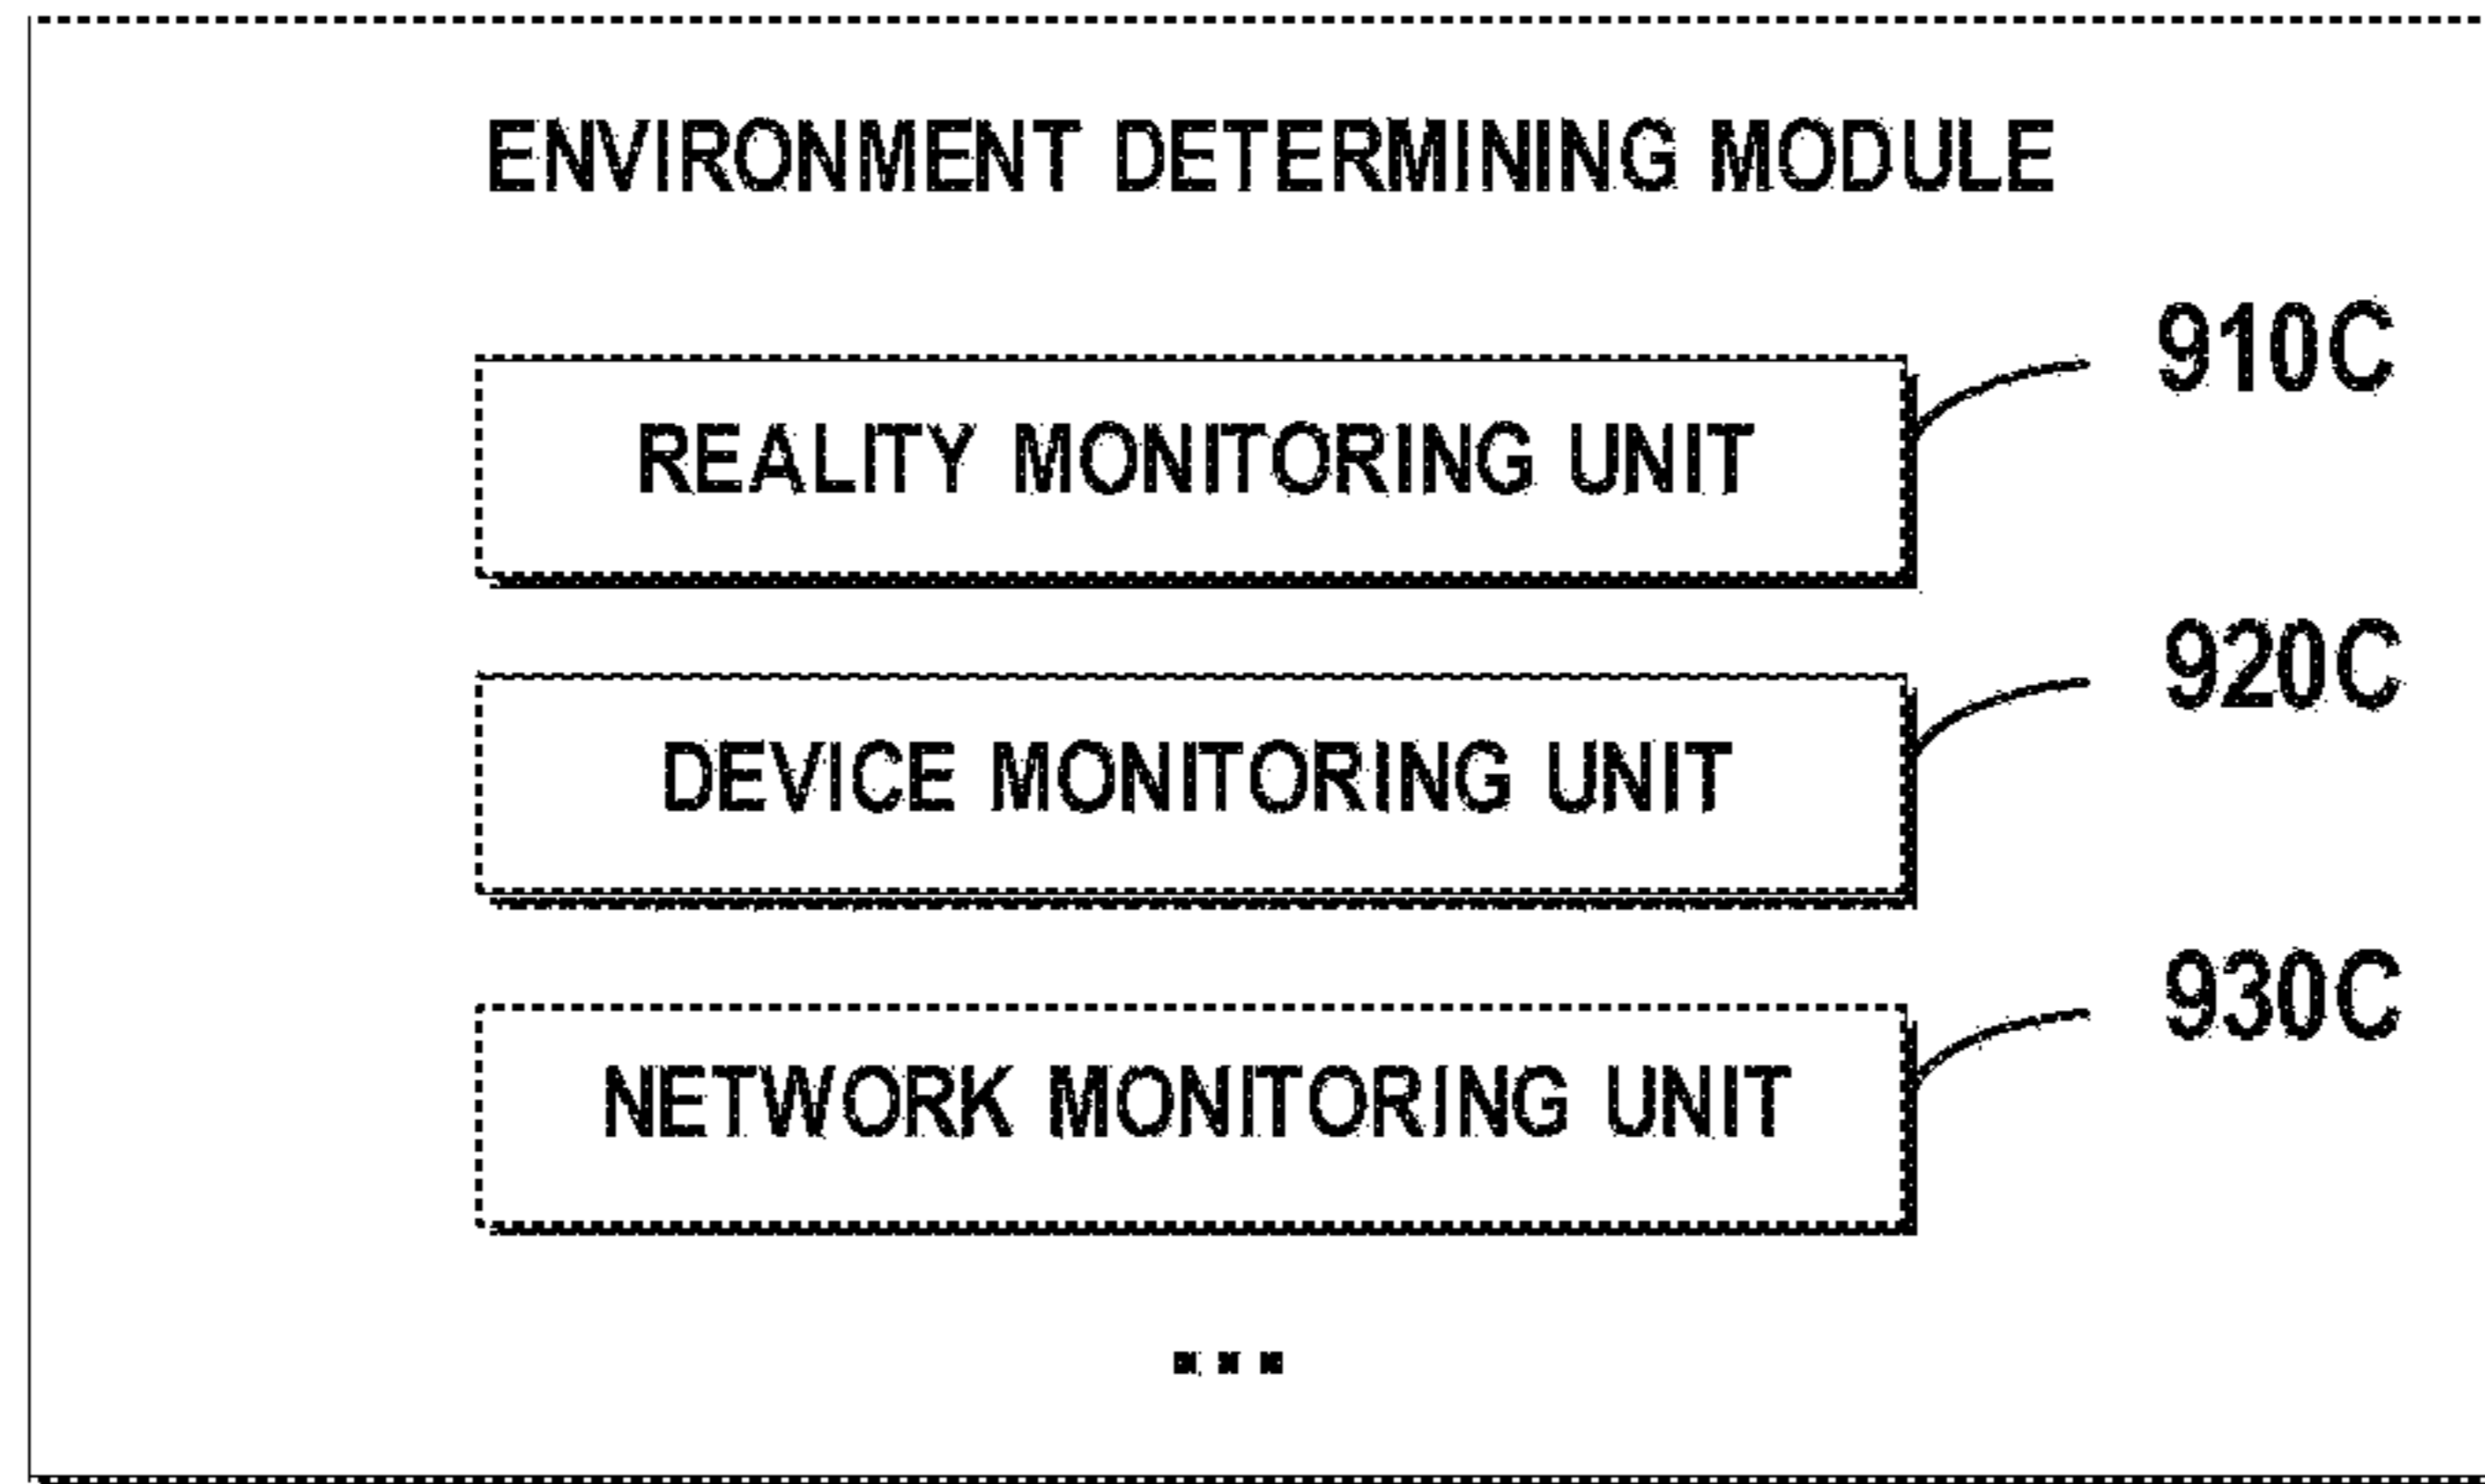 ENVIRONMENT DETERMINING MODULE
910C
REALITY MONITORING UNIT
920C
DEVICE MONITORING UNIT
930C
NETWORK MONITORING UNIT
...